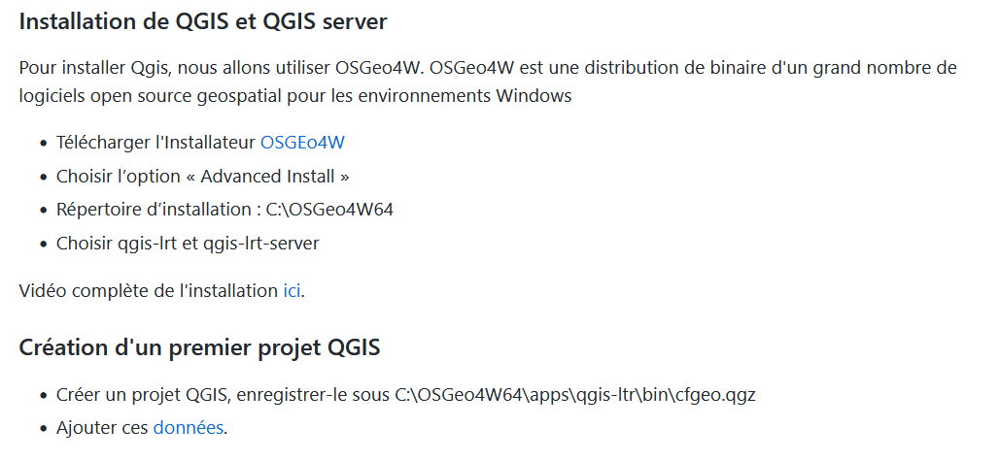 Installation de QGIS et QGIS server
Pour installer Qgis, nous allons utiliser OSGeo4W. OSGeo4W est une distribution de binaire d'un grand nombre de
logiciels open source geospatial pour les environnements Windows
• Télécharger l'Installateur OSGEo4W
• Choisir l’option « Advanced Install »
• Répertoire d’installation : C:\OSGeo4W64
• Choisir qgis-lrt et qgis-lrt-server
Vidéo complète de l'installation ici.
Création d'un premier projet QGIS
• Créer un projet QGIS, enregistrer-le sous C:\OSGeo4W64\apps\qgis-ltr\bin\cfgeo.qgz
• Ajouter ces données.